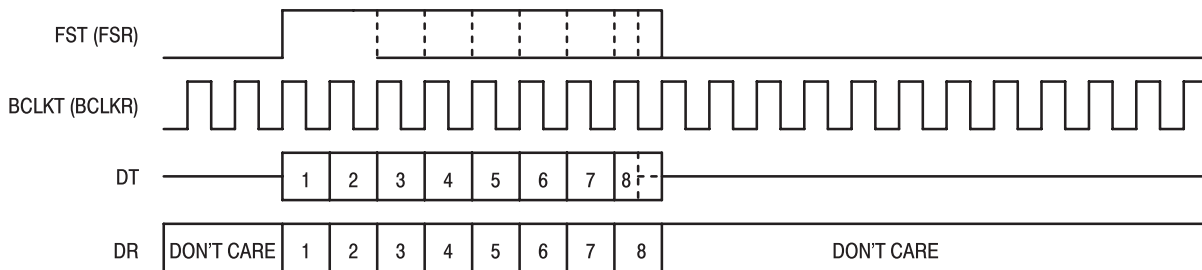 FST (FSR)
BCLKT (BCLKR)
DT 1 2 3 4 5 6 7 8
DR DON'T CARE 1 2 3 4 5 6 7 8 DON'T CARE